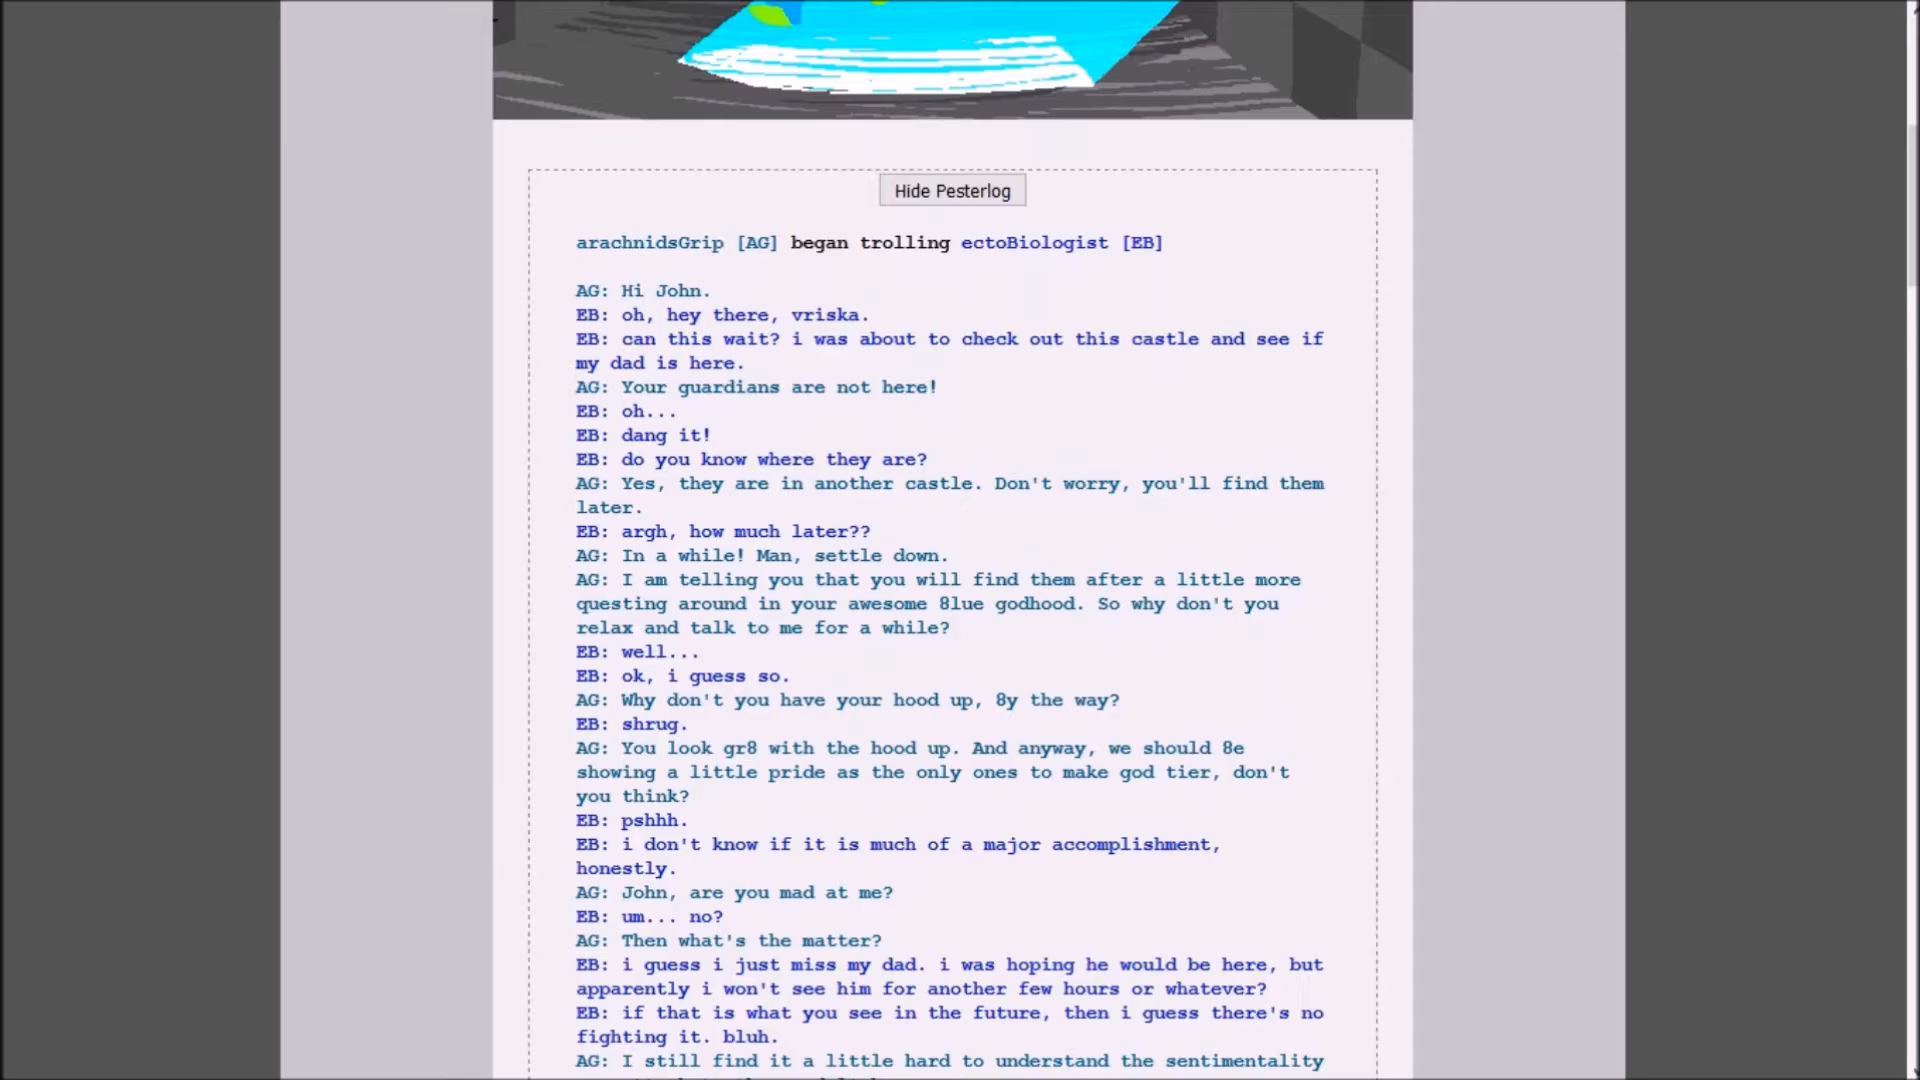 Hide Pesterlog
arachnidsGrip [AG] began trolling ectoBiologist [EB]
AG: Hi John.
EB: oh, hey there, vriska.
EB: can this wait? i was about to check out this castle and see if
my dad is here.
AG: Your guardians are not here!
EB: oh...
EB: dang it!
EB: do you know where they are?
AG: Yes, they are in another castle. Don't worry, you'll find them
later.
EB: argh, how much later??
AG: In a while! Man, settle down.
AG: I am telling you that you will find them after a little more
questing around in your awesome 8lue godhood. So why don't you
relax and talk to me for a while?
EB: well...
EB: ok, i guess so.
AG: Why don't you have your hood up, 8y the way?
EB: shrug.
AG: You look gr8 with the hood up. And anyway, we should 8e
showing a little pride as the only ones to make god tier, don't
you think?
EB: pshhh.
EB: i don't know if it is much of a major accomplishment,
honestly.
AG: John, are you mad at me?
EB: um... no?
AG: Then what's the matter?
EB: i guess i just miss my dad. i was hoping he would be here, but
apparently i won't see him for another few hours or whatever?
EB: if that is what you see in the future, then i guess there's no
fighting it. bluh.
AG: I still find it a little hard to understand the sentimentality